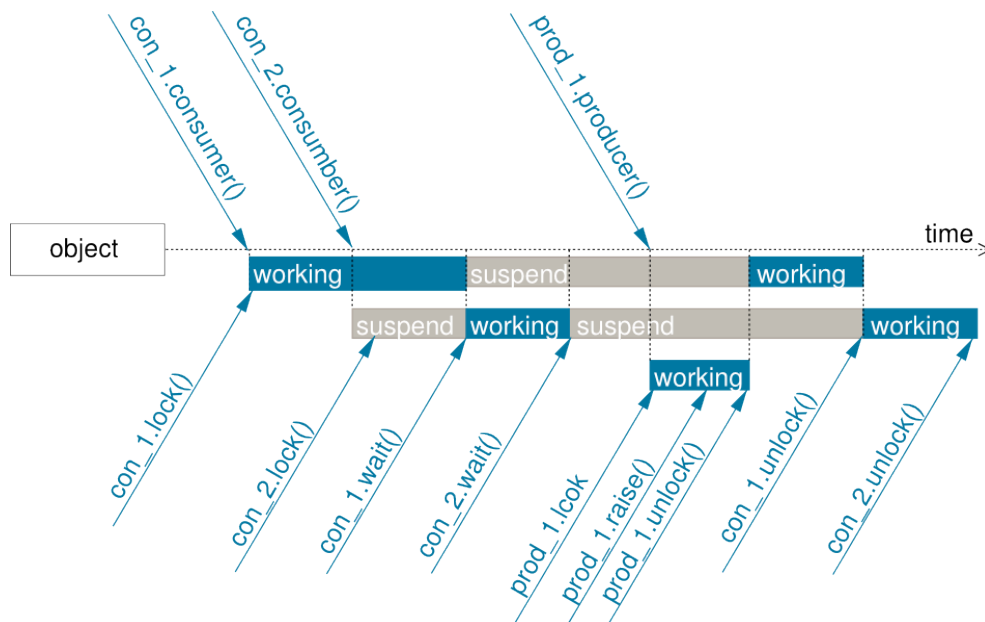 con_1.consumer()
con_2.consumber()
prod_1.producer()
object
time
working
suspend
working
suspend
working
suspend
working
working
con_1.lock()
con_2.lock()
con_1.wait()
con_2.wait()
prod_1.lcok
prod_1.raise()
prod_1.unlock()
con_1.unlock()
con_2.unlock()